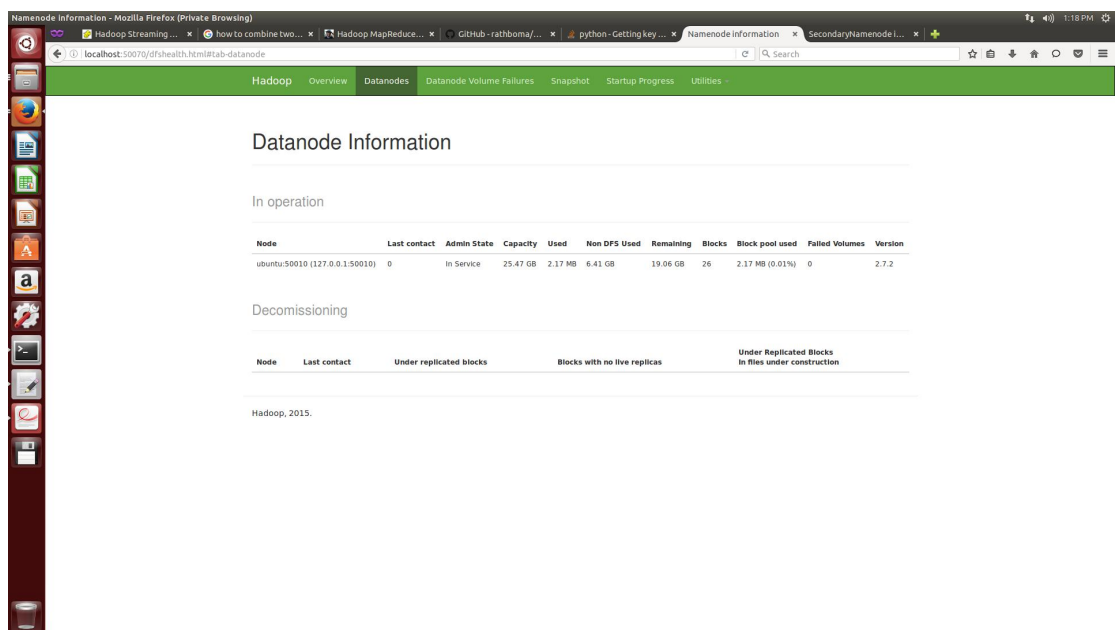 Namenode information - Mozilla Firefox (Private Browsing)
1:18 PM
Hadoop Streaming ...
how to combine two...
Hadoop MapReduce...
GitHub - rathboma/...
python - Getting key ...
Namenode information
SecondaryNamenode i...
localhost:50070/dfshealth.html#tab-datanode
Search
Hadoop Overview Datanodes Datanode Volume Failures Snapshot Startup Progress Utilities
Datanode Information
In operation
Node Last contact Admin State Capacity Used Non DFS Used Remaining Blocks Block pool used Failed Volumes Version
ubuntu:50010 (127.0.0.1:50010) 0 In Service 25.47 GB 2.17 MB 6.41 GB 19.06 GB 26 2.17 MB (0.01%) 0 2.7.2
Decomissioning
Node Last contact Under replicated blocks Blocks with no live replicas Under Replicated Blocks
In files under construction
Hadoop, 2015.